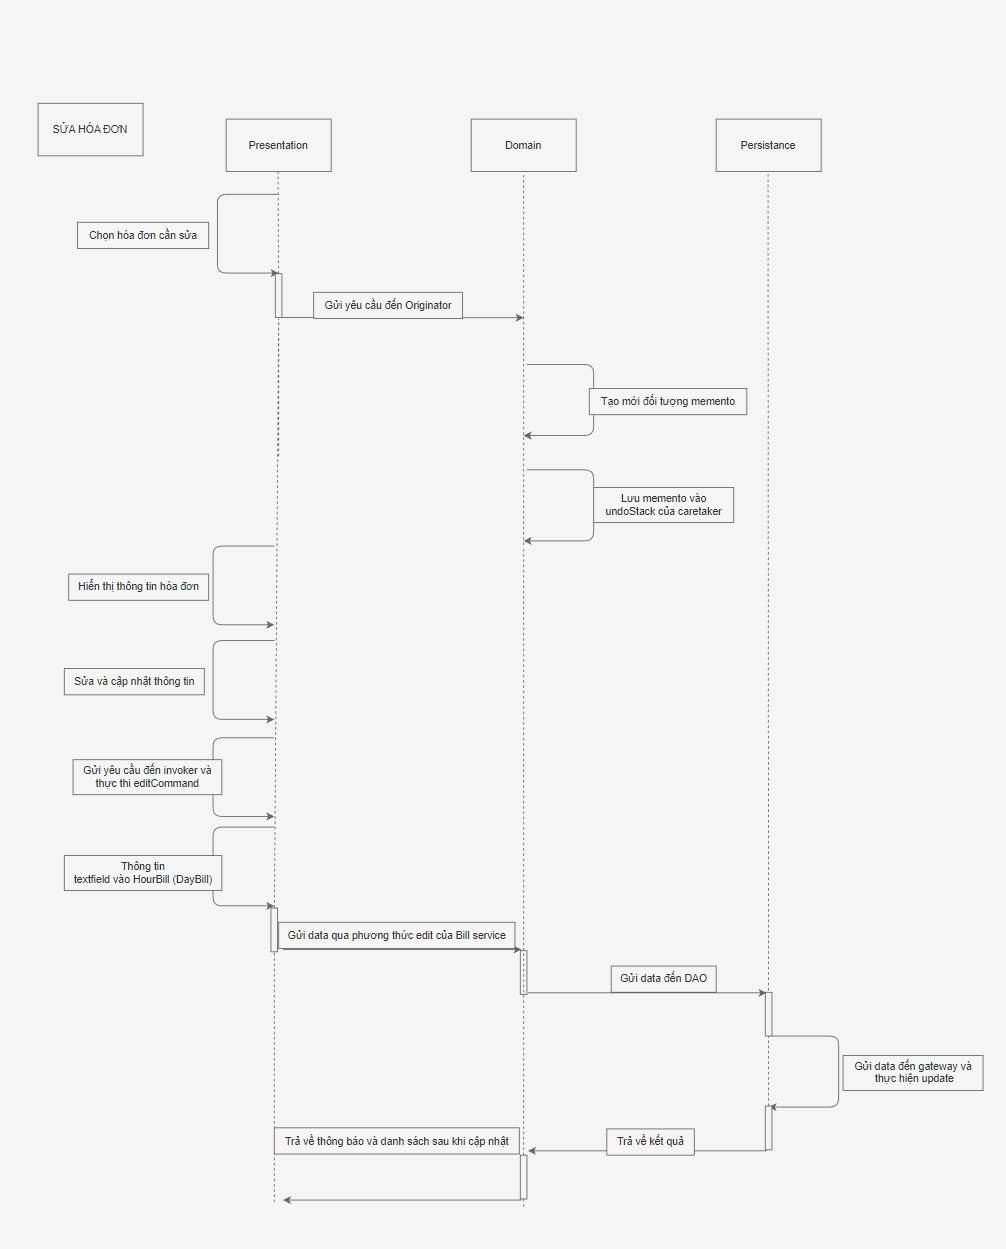 SỬA HÓA ĐƠN
Presentation
Domain
Persistance
Chọn hóa đơn cần sửa
Gửi yêu cầu đến Originator
Tạo mới đối tượng memento
Lưu memento vào
undoStack của caretaker
Hiển thị thông tin hóa đơn
Sửa và cập nhật thông tin
Gửi yêu cầu đến invoker và
thực thi editCommand
Thông tin
textfield vào HourBill (DayBill)
Gửi data qua phương thức edit của Bill service
Gửi data đến DAO
Gửi data đến gateway và
thực hiện update
Trả về thông báo và danh sách sau khi cập nhật
Trả về kết quả